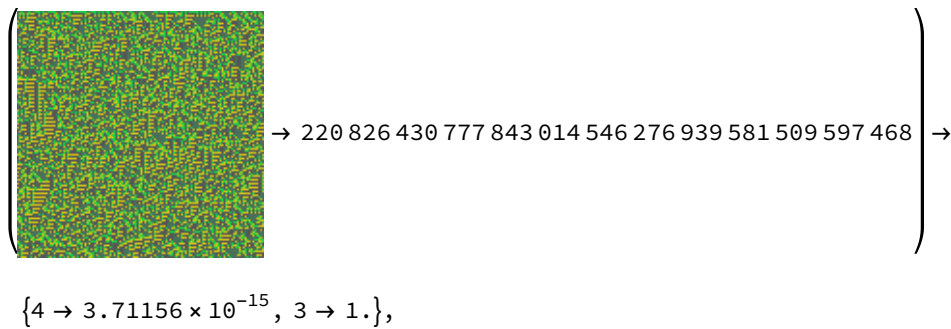 ( → 220 826 430 777 843 014 546 276 939 581 509 597 468 ) →
{4 → 3.71156 × 10^-15, 3 → 1.},